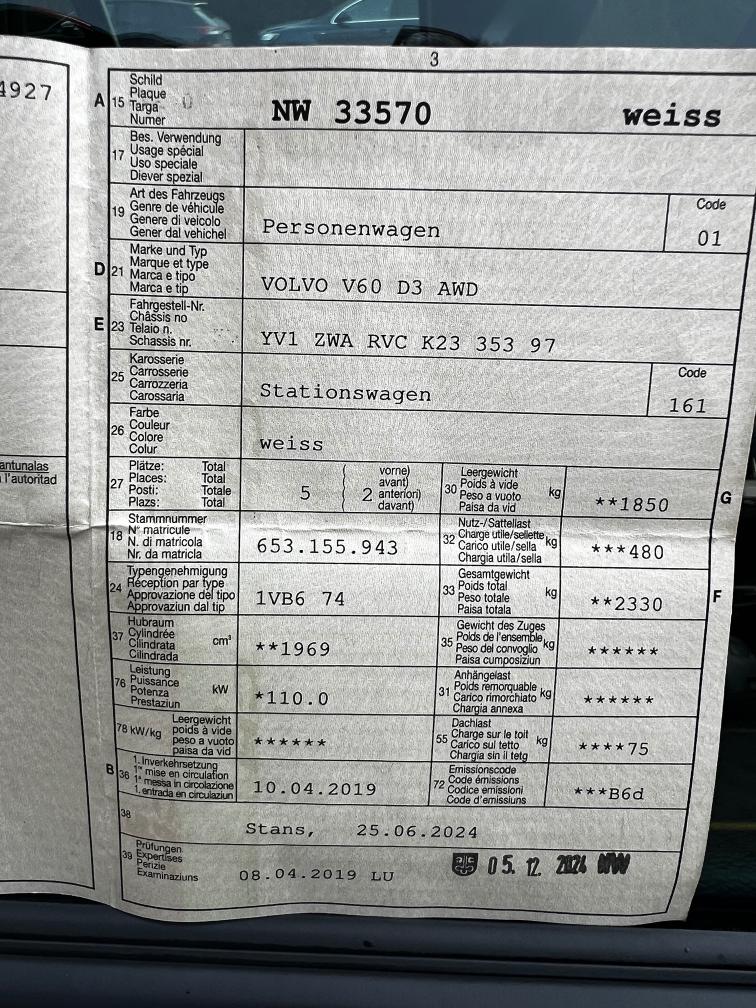 3
4927
A 15 Schild
Plaque
Targa
Numer
NW 33570 weiss
17 Bes. Verwendung
Usage spécial
Uso speciale
Diever spezial
19 Art des Fahrzeugs
Genre de véhicule
Genere di veicolo
Gener dal vehichel
Personenwagen
Code
01
D 21 Marke und Typ
Marque et type
Marca e tipo
Marca e tip
VOLVO V60 D3 AWD
E 23 Fahrgestell-Nr.
Châssis no
Telaio n.
Schassis nr.
YV1 ZWA RVC K23 353 97
25 Karosserie
Carrosserie
Carrozzeria
Carossaria
Stationswagen
Code
161
26 Farbe
Couleur
Colore
Colur
weiss
antunalas
l'autoritad
27 Plätze: Total
Places: Total
Posti: Totale
Plazs: Total
5
2
vorne)
avant)
anteriori)
davant)
30 Leergewicht
Poids à vide
Peso a vuoto
Paisa da vid
kg
**1850
G
18 Stammnummer
N° matricule
N. di matricola
Nr. da matricla
653.155.943
32 Nutz-/Sattellast
Charge utile/sellette
Carico utile/sella
Chargia utila/sella
kg
***480
24 Typengenehmigung
Réception par type
Approvazione del tipo
Approvaziun dal tip
1VB6 74
33 Gesamtgewicht
Poids total
Peso totale
Paisa totala
kg
**2330
F
37 Hubraum
Cylindrée
Cilindrata
Cilindrada
cm³
**1969
35 Gewicht des Zuges
Poids de l'ensemble
Peso del convoglio
Paisa cumposiziun
kg
******
76 Leistung
Puissance
Potenza
Prestaziun
kW
*110.0
31 Anhängelast
Poids remorquable
Carico rimorchiato
Chargia annexa
kg
******
78 kW/kg
Leergewicht
poids à vide
peso a vuoto
paisa da vid
******
55 Dachlast
Charge sur le toit
Carico sul tetto
Chargia sin il tetg
kg
****75
B 36 1. Inverkehrsetzung
1re mise en circulation
1a messa in circolazione
1. entrada en circulaziun
10.04.2019
72 Emissionscode
Code émissions
Codice emissioni
Code d'emissiuns
***B6d
38
Stans, 25.06.2024
39 Prüfungen
Expertises
Perizie
Examinaziuns
08.04.2019 LU
05. 12. 2024 NW